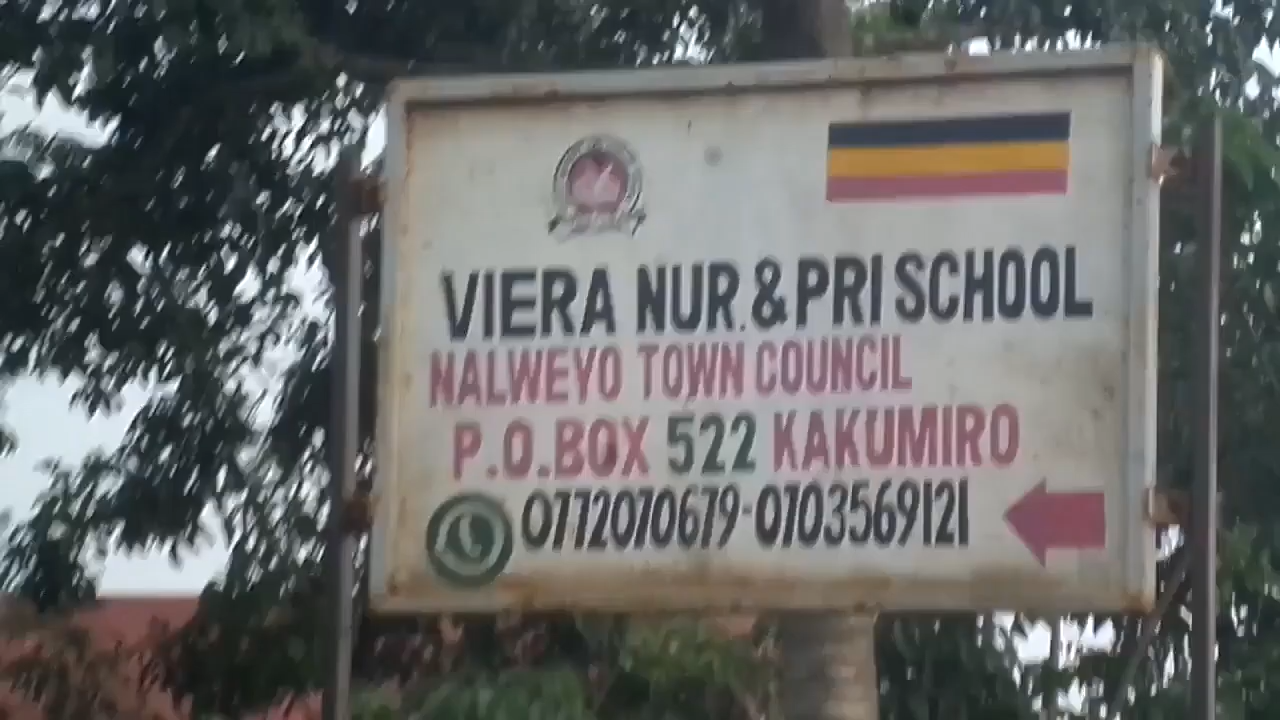 VIERA NUR. & PRI SCHOOL
NALWEYO TOWN COUNCIL
P.O.BOX 522 KAKUMIRO
0772070679-0703569121